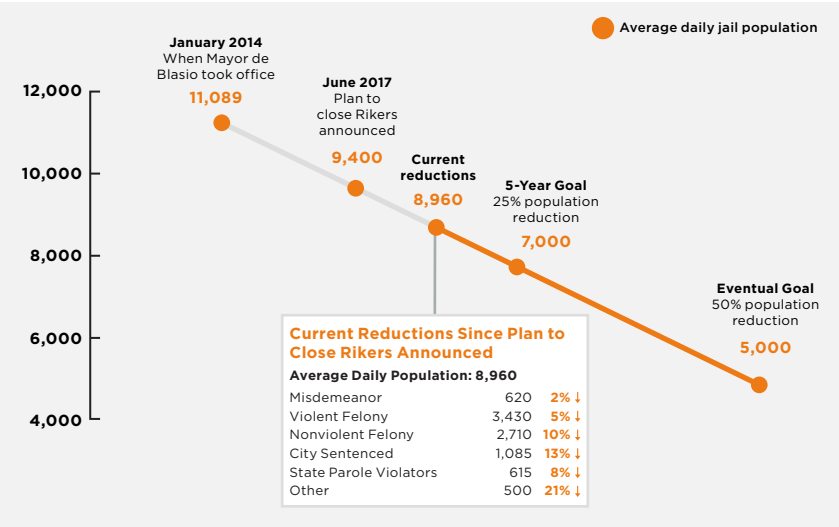 Average daily jail population
January 2014
When Mayor de
Blasio took office
11,089
June 2017
Plan to
close Rikers
announced
9,400
Current
reductions
8,960
5-Year Goal
25% population
reduction
7,000
Eventual Goal
50% population
reduction
5,000
12,000
10,000
8,000
6,000
4,000
Current Reductions Since Plan to
Close Rikers Announced
Average Daily Population: 8,960
Misdemeanor 620 2% ↓
Violent Felony 3,430 5% ↓
Nonviolent Felony 2,710 10% ↓
City Sentenced 1,085 13% ↓
State Parole Violators 615 8% ↓
Other 500 21% ↓